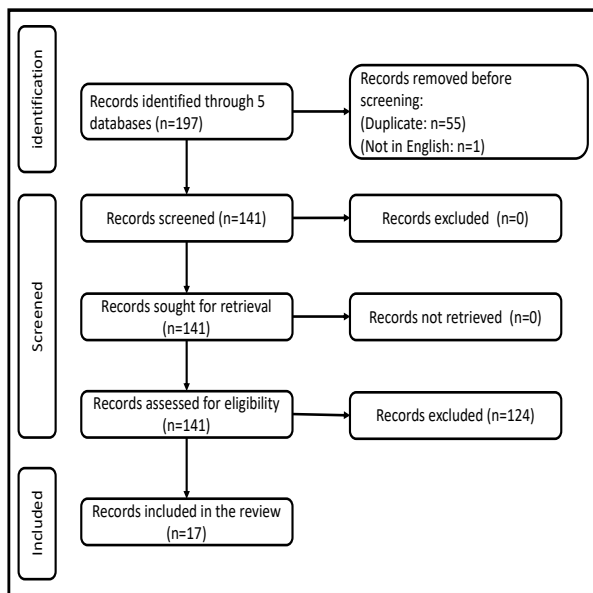 identification
Records identified through 5
databases (n=197)
Records removed before
screening:
(Duplicate: n=55)
(Not in English: n=1)
Screened
Records screened (n=141)
Records excluded (n=0)
Records sought for retrieval
(n=141)
Records not retrieved (n=0)
Records assessed for eligibility
(n=141)
Records excluded (n=124)
Included
Records included in the review
(n=17)